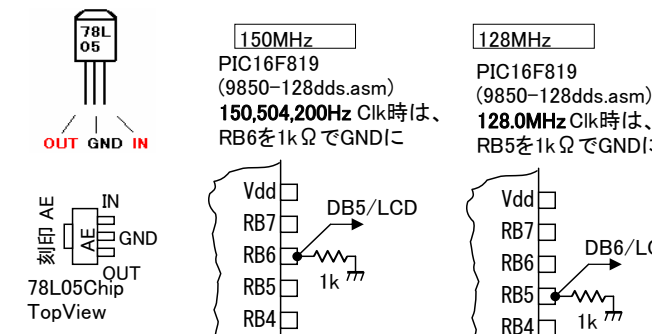 78L
05
OUT GND IN
刻印 AE
AE
IN
GND
OUT
78L05Chip
TopView
150MHz
PIC16F819
(9850-128dds.asm)
150,504,200Hz Clk時は、
RB6を1kΩでGNDに
Vdd
RB7
RB6
RB5
RB4
DB5/LCD
1k
128MHz
PIC16F819
(9850-128dds.asm)
128.0MHz Clk時は、
RB5を1kΩでGNDに
Vdd
RB7
RB6
RB5
RB4
DB6/LC
1k